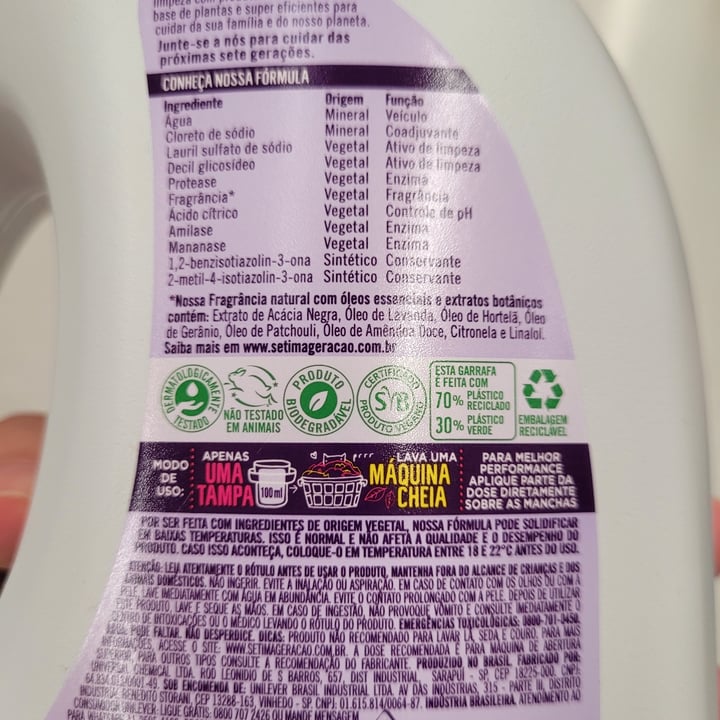 base de plantas e super eficientes para
cuidar da sua família e do nosso planeta.
Junte-se a nós para cuidar das
próximas sete gerações.
CONHEÇA NOSSA FÓRMULA
Ingrediente Origem Função
Água Mineral Veículo
Cloreto de sódio Mineral Coadjuvante
Lauril sulfato de sódio Vegetal Ativo de limpeza
Decil glicosídeo Vegetal Ativo de limpeza
Protease Vegetal Enzima
Fragrância* Vegetal Fragrância
Ácido cítrico Vegetal Controle de pH
Amilase Vegetal Enzima
Mananase Vegetal Enzima
1,2-benzisotiazolin-3-ona Sintético Conservante
2-metil-4-isotiazolin-3-ona Sintético Conservante
*Nossa Fragrância natural com óleos essenciais e extratos botânicos
contém: Extrato de Acácia Negra, Óleo de Lavanda, Óleo de Hortelã, Óleo
de Gerânio, Óleo de Patchouli, Óleo de Amêndoa Doce, Citronela e Linalol.
Saiba mais em www.setimageracao.com.br
DERMATOLOGICAMENTE TESTADO
NÃO TESTADO
EM ANIMAIS
PRODUTO BIODEGRADÁVEL
CERTIFICADO SVB PRODUTO VEGANO
ESTA GARRAFA
É FEITA COM
70% PLÁSTICO RECICLADO
30% PLÁSTICO VERDE
EMBALAGEM
RECICLÁVEL
MODO
DE
USO:
APENAS
UMA
TAMPA
100 ml
LAVA UMA
MÁQUINA
CHEIA
PARA MELHOR
PERFORMANCE
APLIQUE PARTE DA
DOSE DIRETAMENTE
SOBRE AS MANCHAS
POR SER FEITA COM INGREDIENTES DE ORIGEM VEGETAL, NOSSA FÓRMULA PODE SOLIDIFICAR
EM BAIXAS TEMPERATURAS. ISSO É NORMAL E NÃO AFETA A QUALIDADE E O DESEMPENHO DO
PRODUTO. CASO ISSO ACONTEÇA, COLOQUE-O EM TEMPERATURA ENTRE 18 E 22°C ANTES DO USO.
ATENÇÃO: LEIA ATENTAMENTE O RÓTULO ANTES DE USAR O PRODUTO, MANTENHA FORA DO ALCANCE DE CRIANÇAS E DOS
ANIMAIS DOMÉSTICOS. NÃO INGERIR. EVITE A INALAÇÃO OU ASPIRAÇÃO. EM CASO DE CONTATO COM OS OLHOS OU COM A
PELE, LAVE IMEDIATAMENTE COM ÁGUA EM ABUNDÂNCIA. EVITE O CONTATO PROLONGADO COM A PELE. DEPOIS DE UTILIZAR
ESTE PRODUTO, LAVE E SEQUE AS MÃOS. EM CASO DE INGESTÃO, NÃO PROVOQUE VÔMITO E CONSULTE IMEDIATAMENTE O
CENTRO DE INTOXICAÇÕES OU O MÉDICO LEVANDO O RÓTULO DO PRODUTO. EMERGÊNCIAS TOXICOLÓGICAS: 0800-701-0450.
ÁGUA PODE FALTAR. NÃO DESPERDICE. DICAS: PRODUTO NÃO RECOMENDADO PARA LAVAR LÃ, SEDA E COURO. PARA MAIS
ACESSE O SITE: WWW.SETIMAGERACAO.COM.BR. A DOSE RECOMENDADA É PARA MÁQUINA DE ABERTURA
SUPERIOR, PARA OUTROS TIPOS CONSULTE A RECOMENDAÇÃO DO FABRICANTE. PRODUZIDO NO BRASIL. FABRICADO POR:
UNIVERSAL CHEMICAL LTDA. ROD LEONIDIO DE S BARROS, 657, DIST INDUSTRIAL, SARAPUI - SP, CEP 18225-000. CNPJ:
SOB ENCOMENDA DE: UNILEVER BRASIL INDUSTRIAL LTDA. AV DAS INDÚSTRIAS, 315 - PARTE III, DISTRITO
INDUSTRIAL BENEDITO STORANI, CEP 13288-163, VINHEDO - SP. CNPJ: 01.615.814/0064-87. INDÚSTRIA BRASILEIRA. ATENDIMENTO AO
CONSUMIDOR UNILEVER: LIGUE GRÁTIS: 0800 707 2426 OU MANDE MENSAGEM